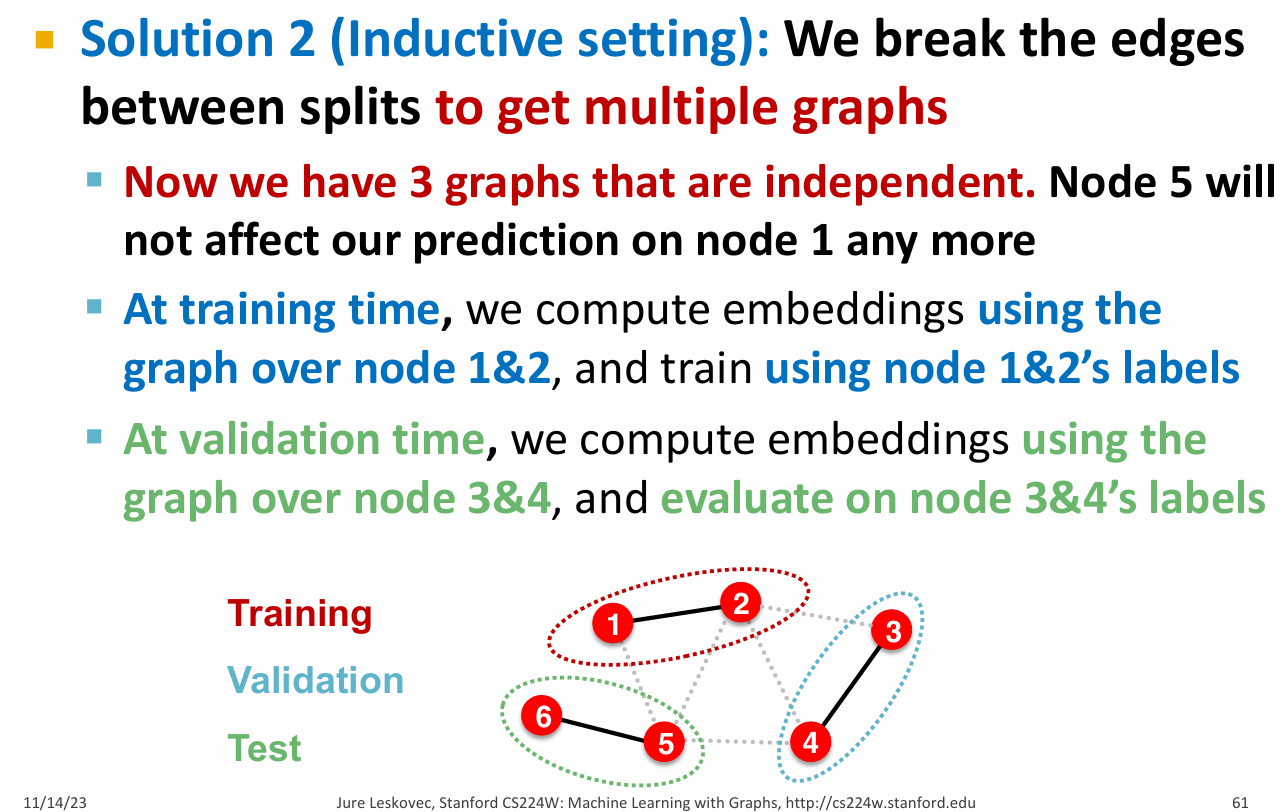 Solution 2 (Inductive setting): We break the edges
between splits to get multiple graphs
Now we have 3 graphs that are independent. Node 5 will
not affect our prediction on node 1 any more
At training time, we compute embeddings using the
graph over node 1&2, and train using node 1&2’s labels
At validation time, we compute embeddings using the
graph over node 3&4, and evaluate on node 3&4’s labels
Training
Validation
Test
1
2
3
6
5
4
11/14/23
Jure Leskovec, Stanford CS224W: Machine Learning with Graphs, http://cs224w.stanford.edu
61